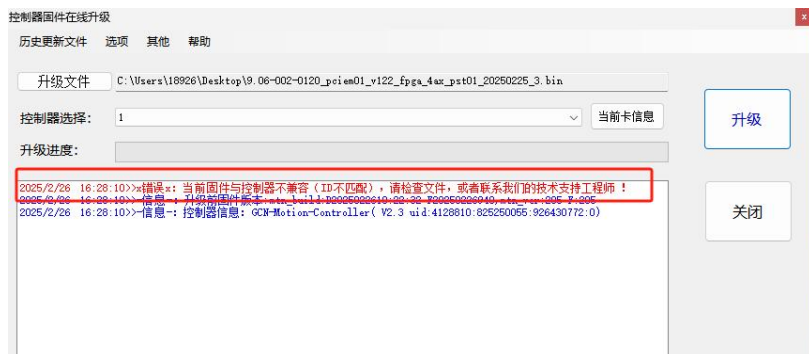 控制器固件在线升级
x
历史更新文件 选项 其他 帮助
升级文件 C:\Users\18926\Desktop\9.06-002-0120_pciem01_v122_fpga_4ax_pst01_20250225_3.bin
控制器选择: 1 当前卡信息 升级
升级进度:
2025/2/26 16:28:10>>x错误x: 当前固件与控制器不兼容(ID不匹配),请检查文件,或者联系我们的技术支持工程师 !
2025/2/26 16:28:10>>-信息-: 升级前固件版本:
2025/2/26 16:28:10>>-信息-: 控制器信息: GCN-Motion-Controller( V2.3 uid:4128810:825250055:926430772:0)
关闭